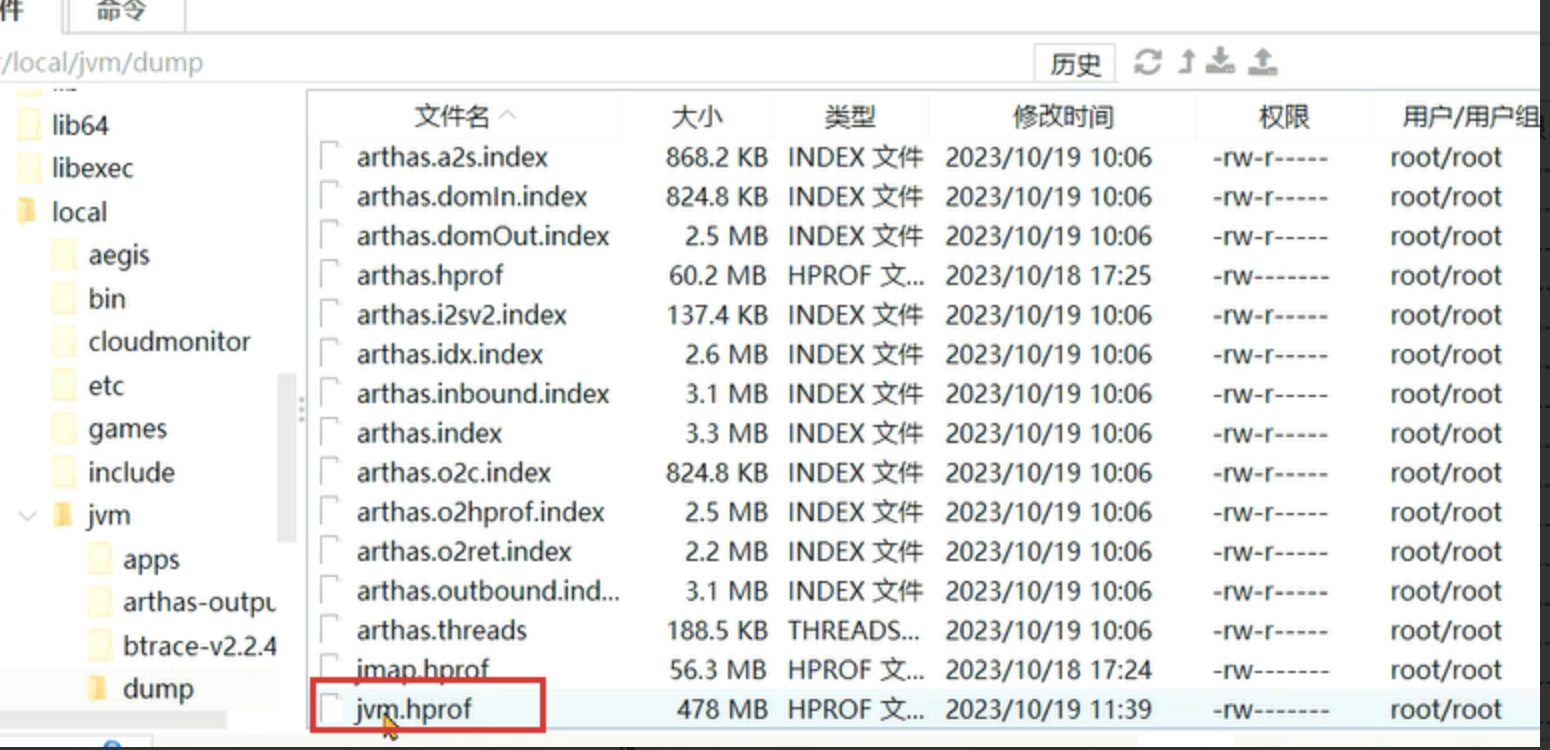 件 命令
/local/jvm/dump 历史
文件名 大小 类型 修改时间 权限 用户/用户组
lib64
libexec
local
aegis
bin
cloudmonitor
etc
games
include
jvm
apps
arthas-outpu
btrace-v2.2.4
dump
arthas.a2s.index 868.2 KB INDEX 文件 2023/10/19 10:06 -rw-r----- root/root
arthas.domIn.index 824.8 KB INDEX 文件 2023/10/19 10:06 -rw-r----- root/root
arthas.domOut.index 2.5 MB INDEX 文件 2023/10/19 10:06 -rw-r----- root/root
arthas.hprof 60.2 MB HPROF 文... 2023/10/18 17:25 -rw------- root/root
arthas.i2sv2.index 137.4 KB INDEX 文件 2023/10/19 10:06 -rw-r----- root/root
arthas.idx.index 2.6 MB INDEX 文件 2023/10/19 10:06 -rw-r----- root/root
arthas.inbound.index 3.1 MB INDEX 文件 2023/10/19 10:06 -rw-r----- root/root
arthas.index 3.3 MB INDEX 文件 2023/10/19 10:06 -rw-r----- root/root
arthas.o2c.index 824.8 KB INDEX 文件 2023/10/19 10:06 -rw-r----- root/root
arthas.o2hprof.index 2.5 MB INDEX 文件 2023/10/19 10:06 -rw-r----- root/root
arthas.o2ret.index 2.2 MB INDEX 文件 2023/10/19 10:06 -rw-r----- root/root
arthas.outbound.ind... 3.1 MB INDEX 文件 2023/10/19 10:06 -rw-r----- root/root
arthas.threads 188.5 KB THREADS... 2023/10/19 10:06 -rw-r----- root/root
jmap.hprof 56.3 MB HPROF 文... 2023/10/18 17:24 -rw------- root/root
jvm.hprof 478 MB HPROF 文... 2023/10/19 11:39 -rw------- root/root